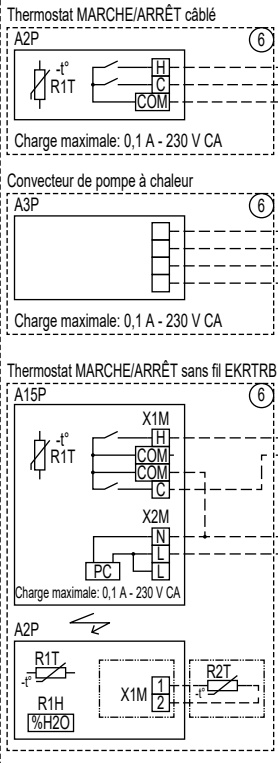 Thermostat MARCHE/ARRÊT câblé
A2P
6
-t°
R1T
H
C
COM
Charge maximale: 0,1 A - 230 V CA
Convecteur de pompe à chaleur
A3P
6
Charge maximale: 0,1 A - 230 V CA
Thermostat MARCHE/ARRÊT sans fil EKRTRB
A15P
6
X1M
-t°
R1T
H
COM
COM
C
X2M
N
L
L
PC
Charge maximale: 0,1 A - 230 V CA
A2P
R1T
-t°
R1H
%H2O
X1M
1
2
R2T
-t°